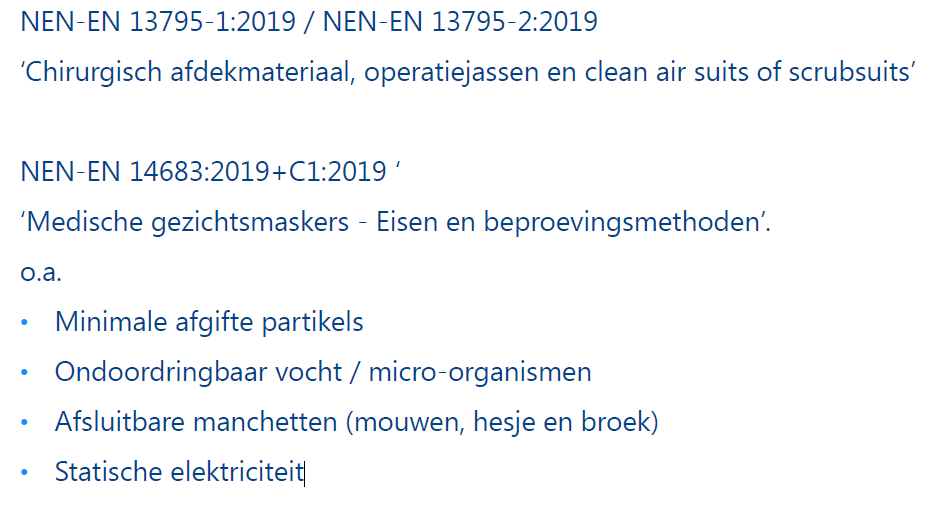 NEN-EN 13795-1:2019 / NEN-EN 13795-2:2019
‘Chirurgisch afdekmateriaal, operatiejassen en clean air suits of scrubsuits’
NEN-EN 14683:2019+C1:2019 ‘
‘Medische gezichtsmaskers - Eisen en beproevingsmethoden’.
o.a.
• Minimale afgifte partikels
• Ondoordringbaar vocht / micro-organismen
• Afsluitbare manchetten (mouwen, hesje en broek)
• Statische elektriciteit